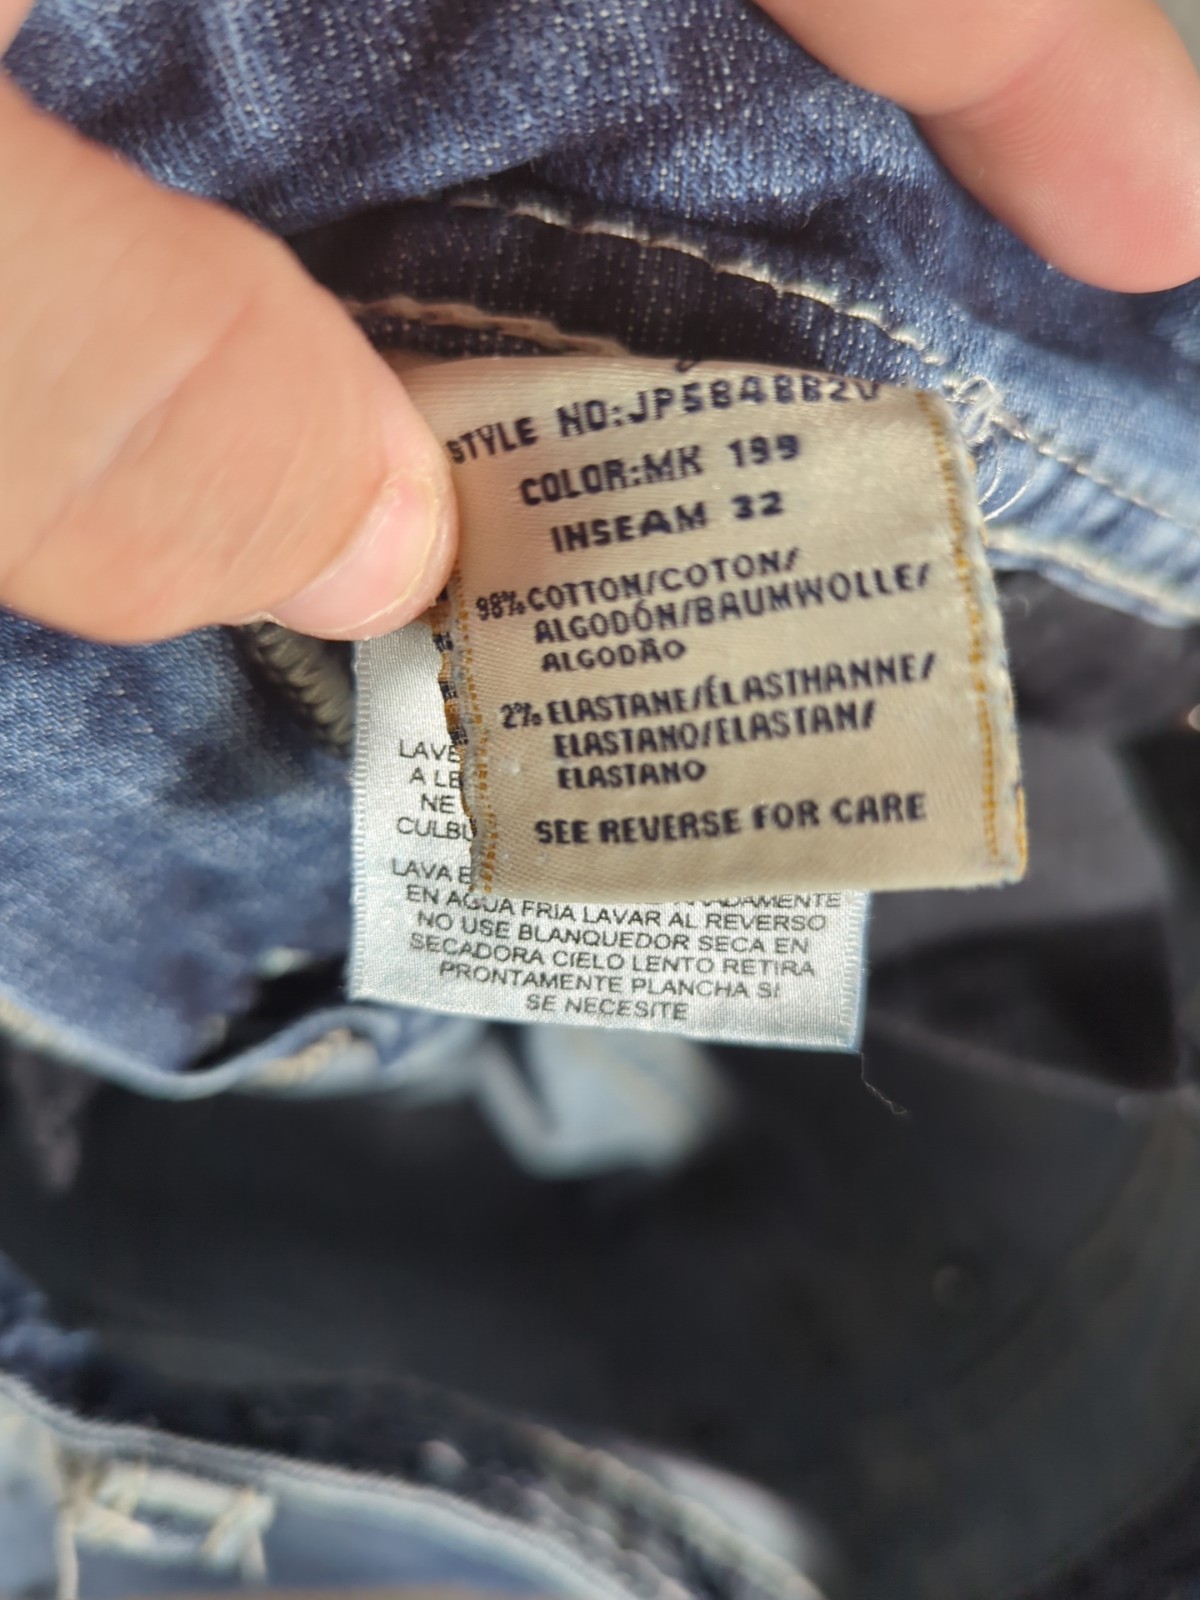 STYLE NO:JP5848B2V
COLOR:MK 199
INSEAM 32
98% COTTON/COTON/
ALGODÓN/BAUMWOLLE/
ALGODÃO
2% ELASTANE/ÉLASTHANNE/
ELASTANO/ELASTAN/
ELASTANO
SEE REVERSE FOR CARE
LAVE
A LE
NE
CULBU
LAVA E
EN AGUA FRIA LAVAR AL REVERSO
NO USE BLANQUEDOR SECA EN
SECADORA CIELO LENTO RETIRA
PRONTAMENTE PLANCHA SI
SE NECESITE